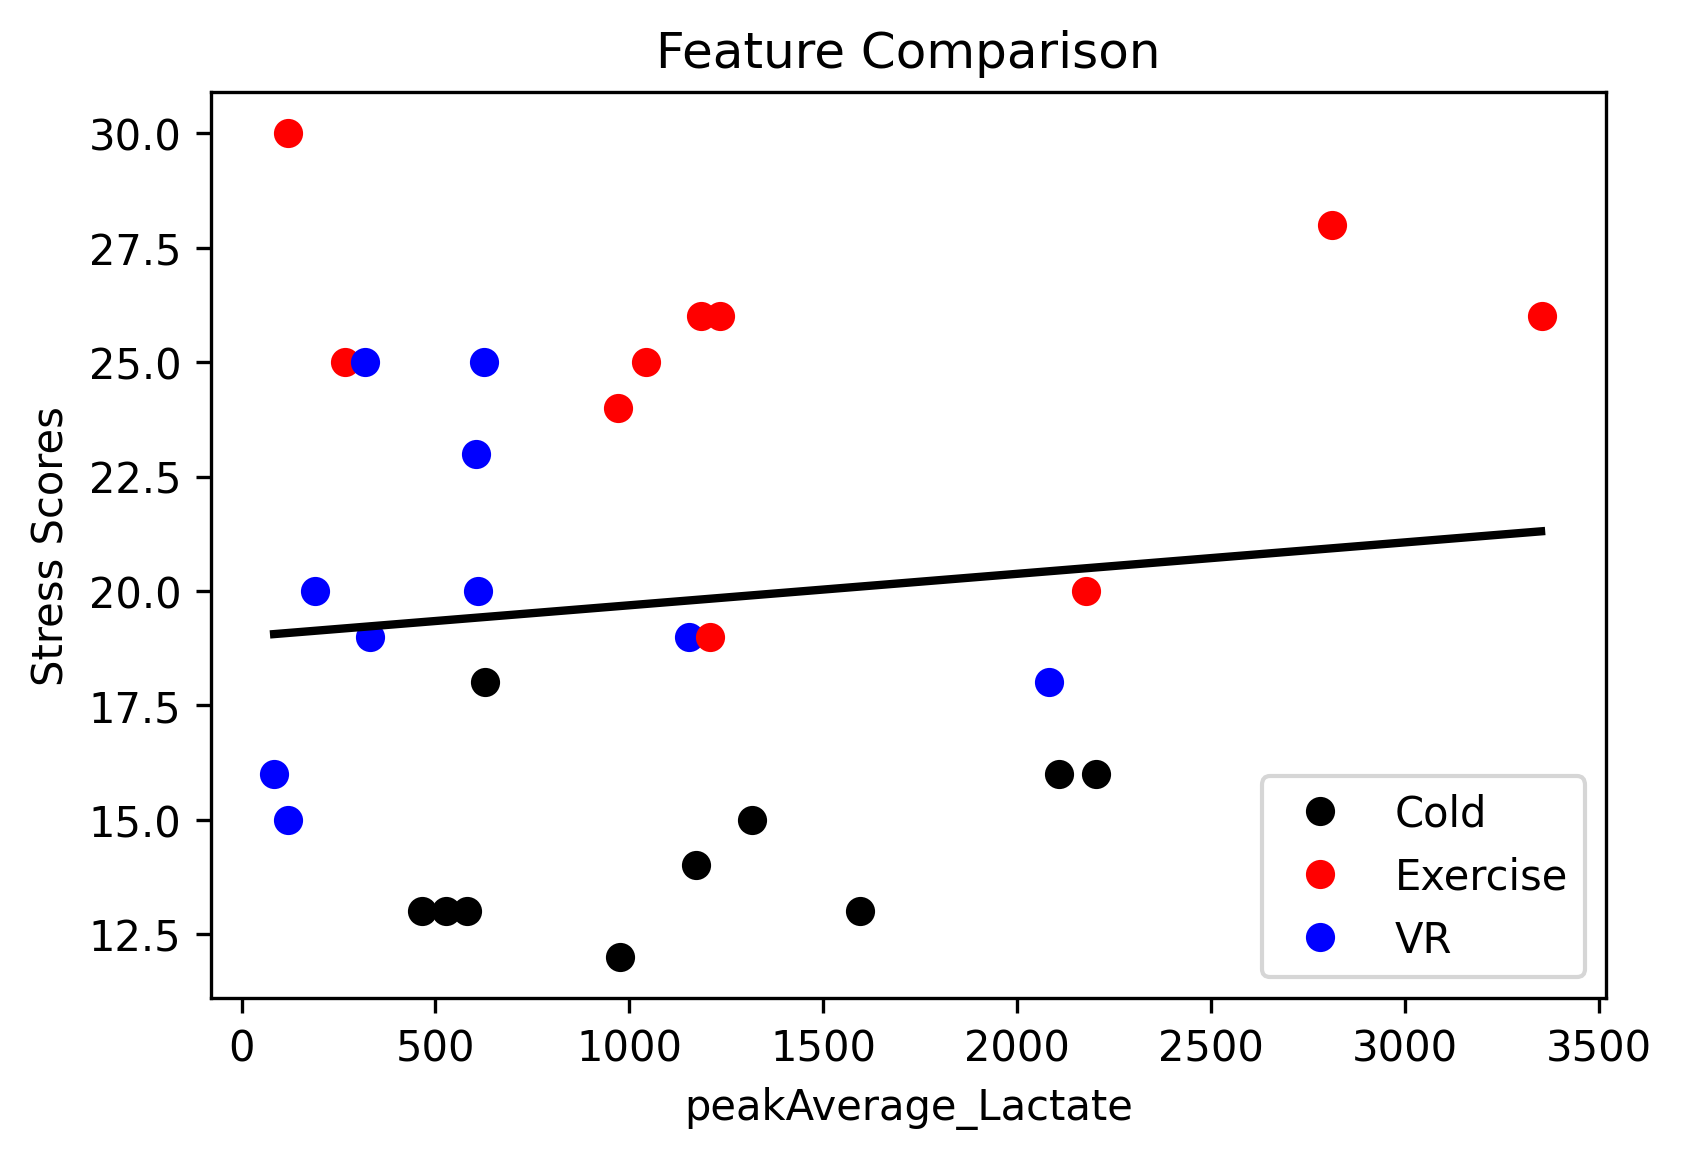 Feature Comparison
30.0
27.5
25.0
22.5
20.0
17.5
15.0
12.5
Stress Scores
Cold
Exercise
VR
0 500 1000 1500 2000 2500 3000 3500
peakAverage_Lactate